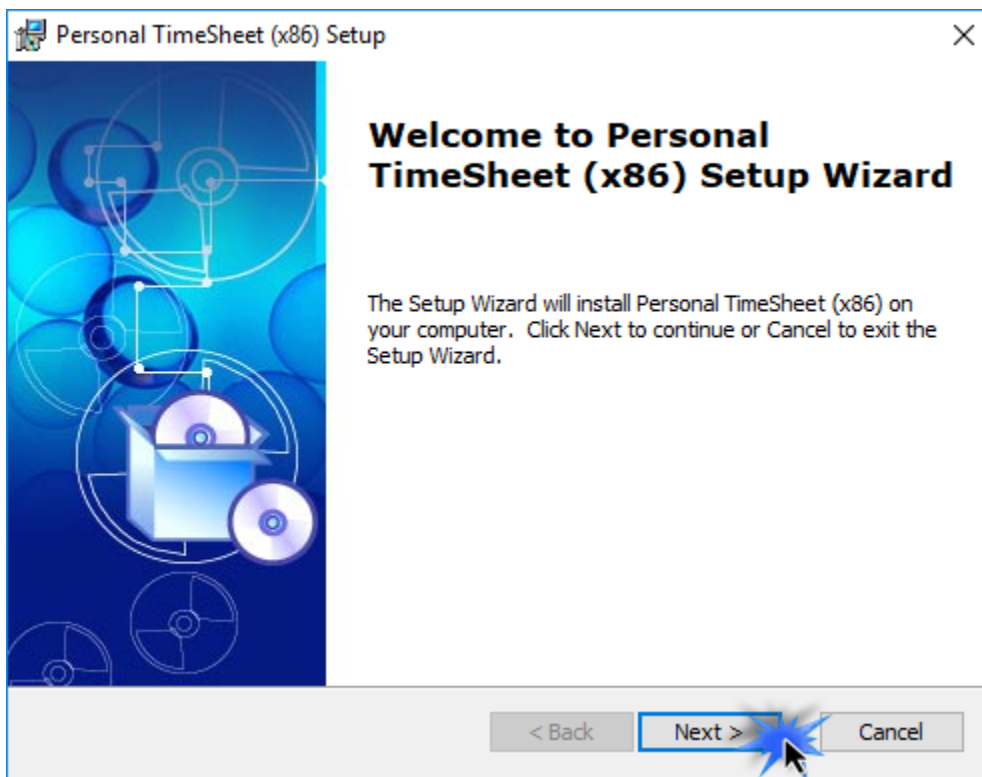 Personal TimeSheet (x86) Setup
Welcome to Personal
TimeSheet (x86) Setup Wizard
The Setup Wizard will install Personal TimeSheet (x86) on
your computer.  Click Next to continue or Cancel to exit the
Setup Wizard.
< Back
Next >
Cancel